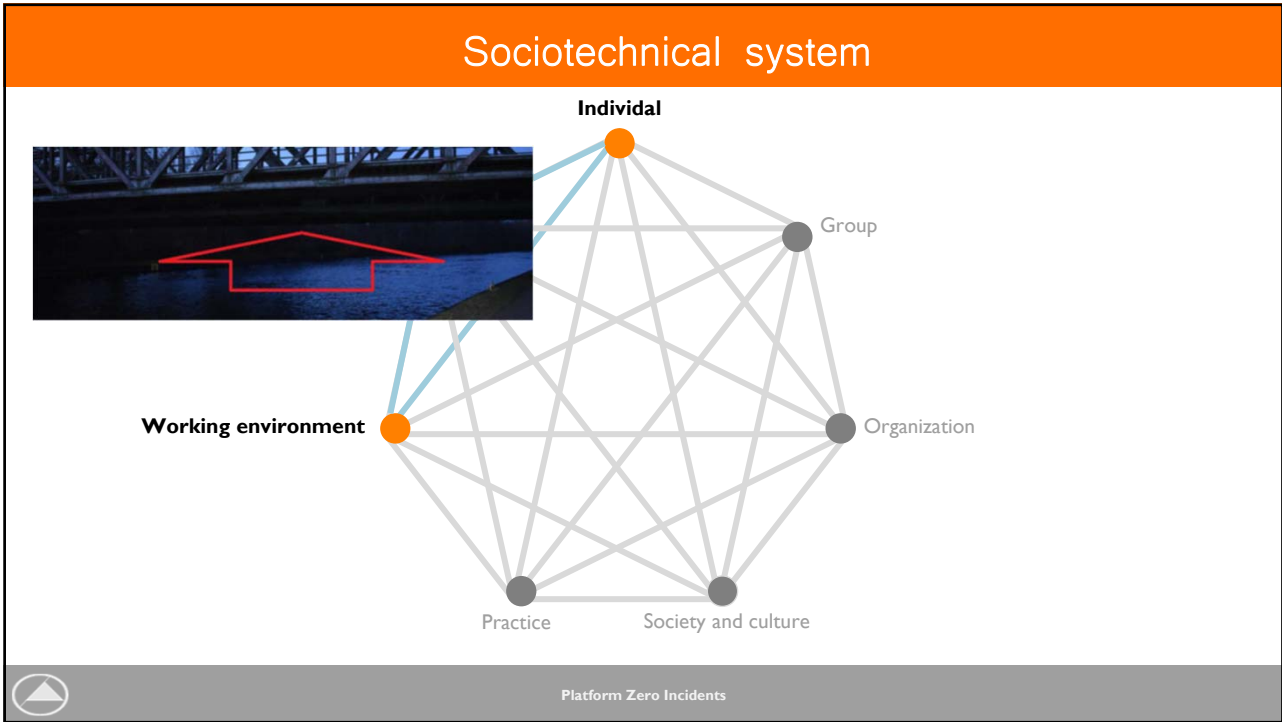 Sociotechnical system
Individal
Group
Working environment
Organization
Practice
Society and culture
Platform Zero Incidents